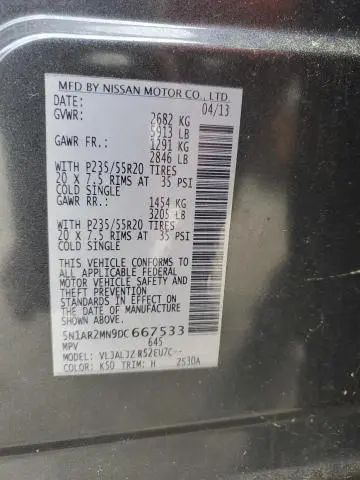 MFD BY NISSAN MOTOR CO., LTD.
DATE: 04/13
GVWR: 2682 KG
5913 LB
GAWR FR.: 1291 KG
2846 LB
WITH P235/55R20 TIRES
20 X 7.5 RIMS AT 35 PSI
COLD SINGLE
GAWR RR.: 1454 KG
3205 LB
WITH P235/55R20 TIRES
20 X 7.5 RIMS AT 35 PSI
COLD SINGLE
THIS VEHICLE CONFORMS TO
ALL APPLICABLE FEDERAL
MOTOR VEHICLE SAFETY AND
THEFT PREVENTION
STANDARDS IN EFFECT ON
THE DATE OF MANUFACTURE
SHOWN ABOVE.
5N1AR2MN9DC667533
MPV 645
MODEL: VLJALJZ R52EU7C--
COLOR: K50 TRIM: H 2530A